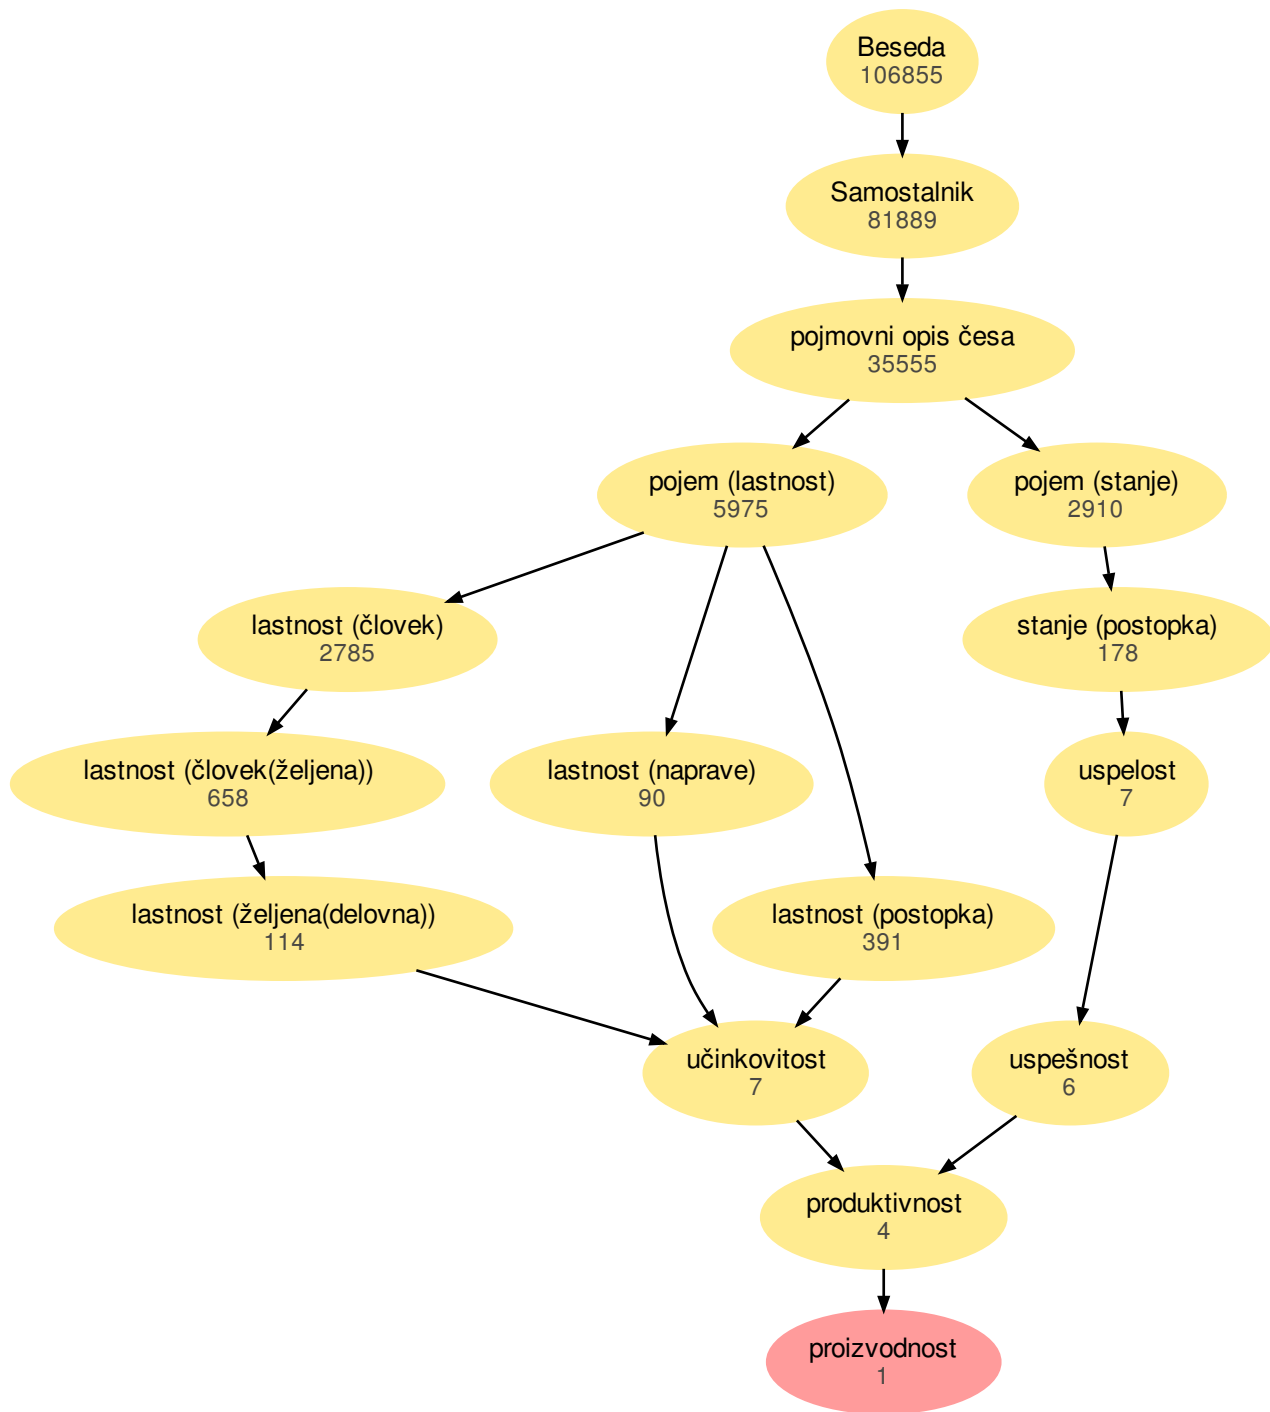 Beseda
106855
Samostalnik
81889
pojmovni opis česa
35555
pojem (lastnost)
5975
pojem (stanje)
2910
lastnost (človek)
2785
stanje (postopka)
178
lastnost (človek(željena))
658
lastnost (naprave)
90
uspelost
7
lastnost (željena(delovna))
114
lastnost (postopka)
391
učinkovitost
7
uspešnost
6
produktivnost
4
proizvodnost
1